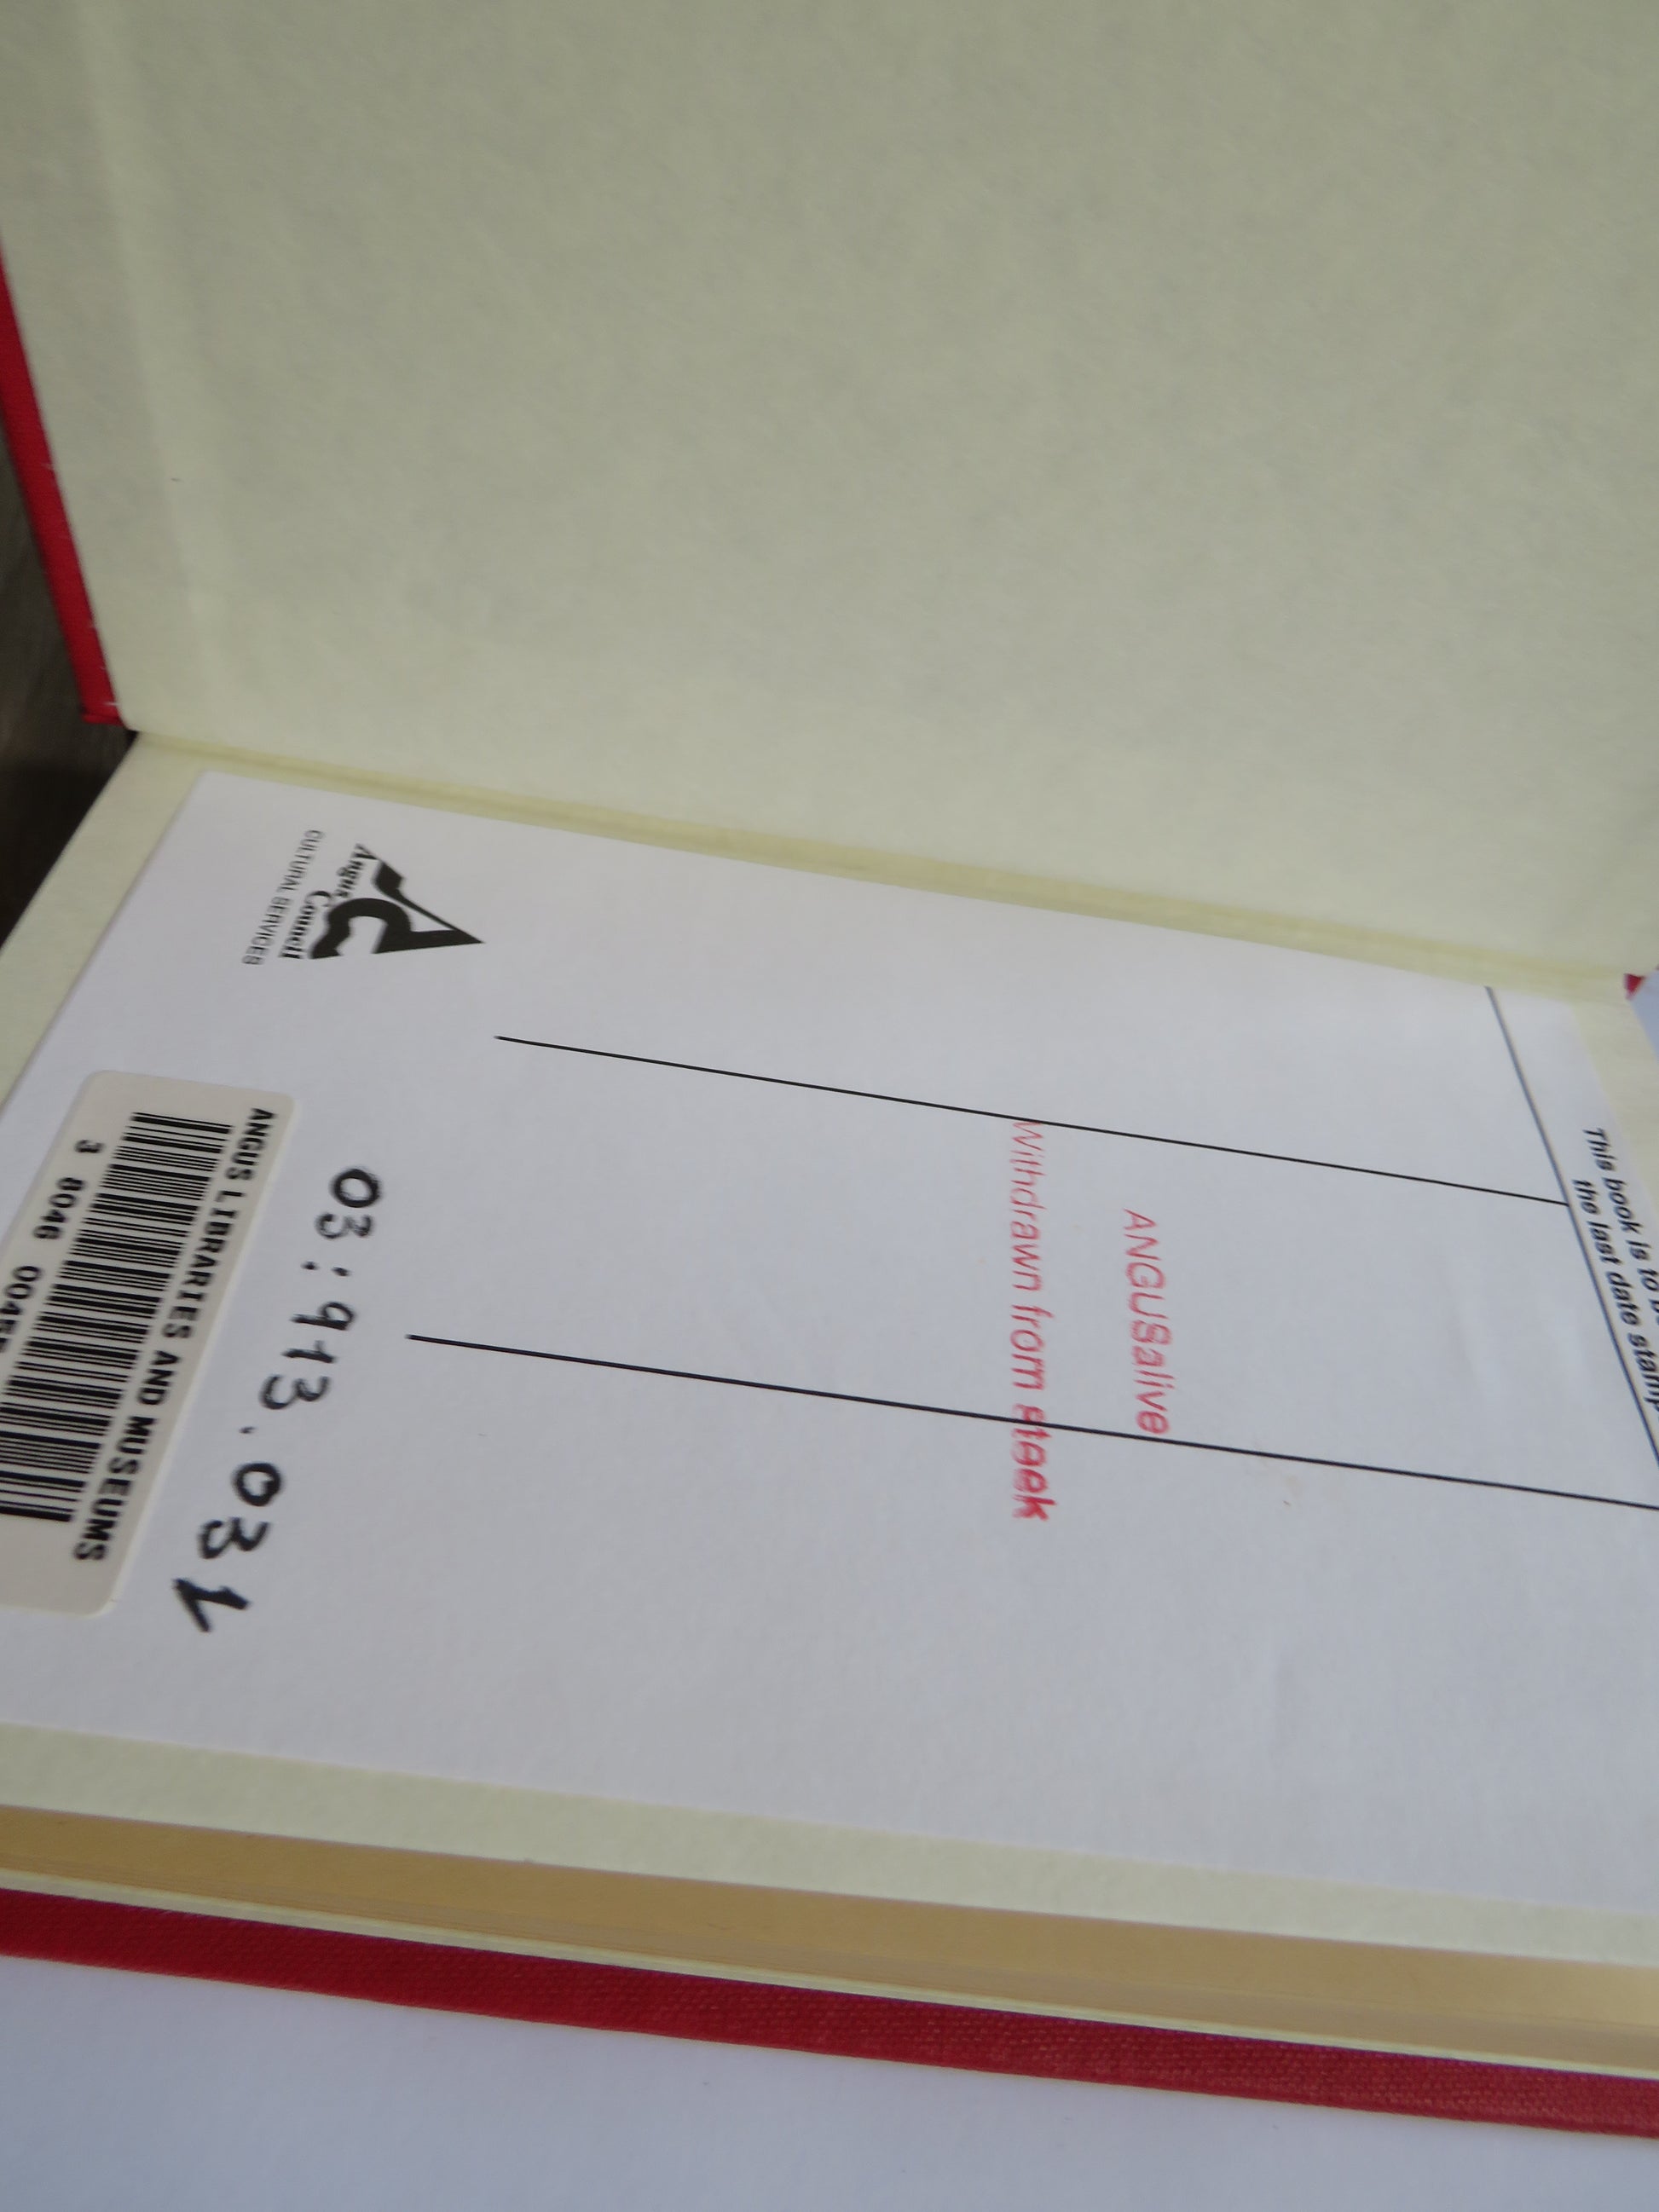 This book is to
the last date stamp
ANGUSalive
Withdrawn from stock
Angus Council
CULTURAL SERVICES
03:913.031
ANGUS LIBRARIES AND MUSEUMS
3 8046 0045